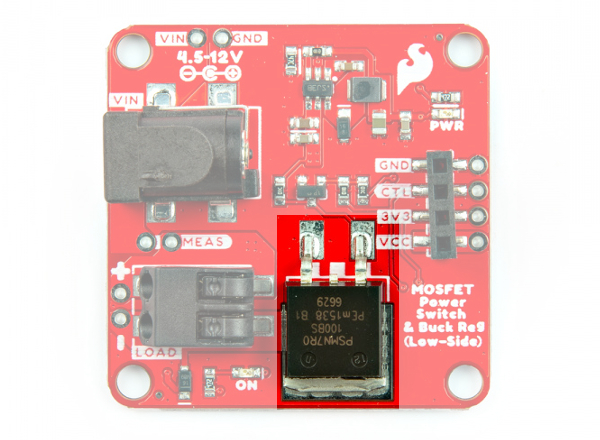 VIN GND
4.5-12V
VIN
PWR
GND
CTL
3V3
VCC
MEAS
LOAD
ON
MOSFET
Power
Switch
& Buck Reg
(Low-Side)
PSMN7R0
100BS
PEm1538 B1
6629